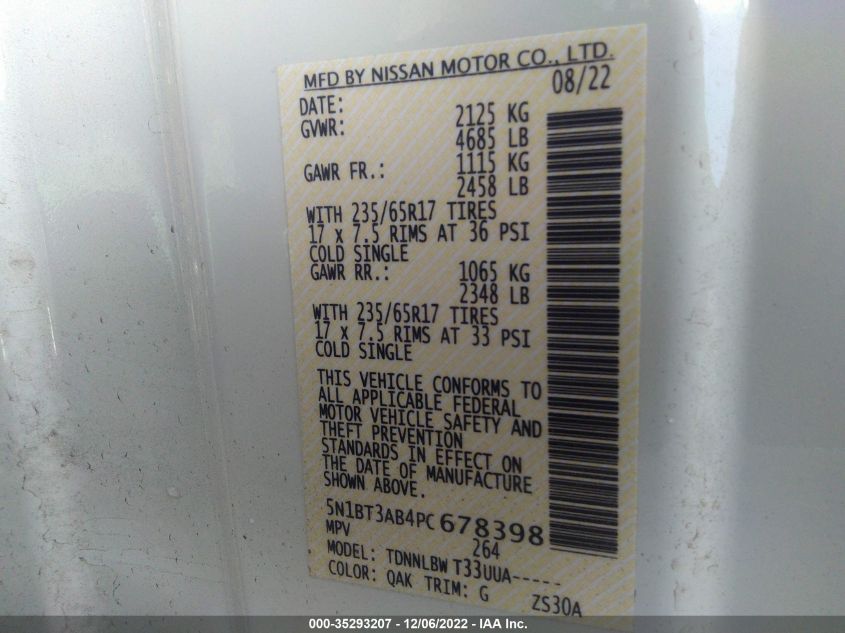 MFD BY NISSAN MOTOR CO., LTD.
DATE: 08/22
GVWR: 2125 KG
4685 LB
GAWR FR.: 1115 KG
2458 LB
WITH 235/65R17 TIRES
17 x 7.5 RIMS AT 36 PSI
COLD SINGLE
GAWR RR.: 1065 KG
2348 LB
WITH 235/65R17 TIRES
17 x 7.5 RIMS AT 33 PSI
COLD SINGLE
THIS VEHICLE CONFORMS TO
ALL APPLICABLE FEDERAL
MOTOR VEHICLE SAFETY AND
THEFT PREVENTION
STANDARDS IN EFFECT ON
THE DATE OF MANUFACTURE
SHOWN ABOVE.
5N1BT3AB4PC678398
MPV 264
MODEL: TDNNLBW T33UUA-----
COLOR: QAK TRIM: G ZS30A
000-35293207 - 12/06/2022 - IAA Inc.